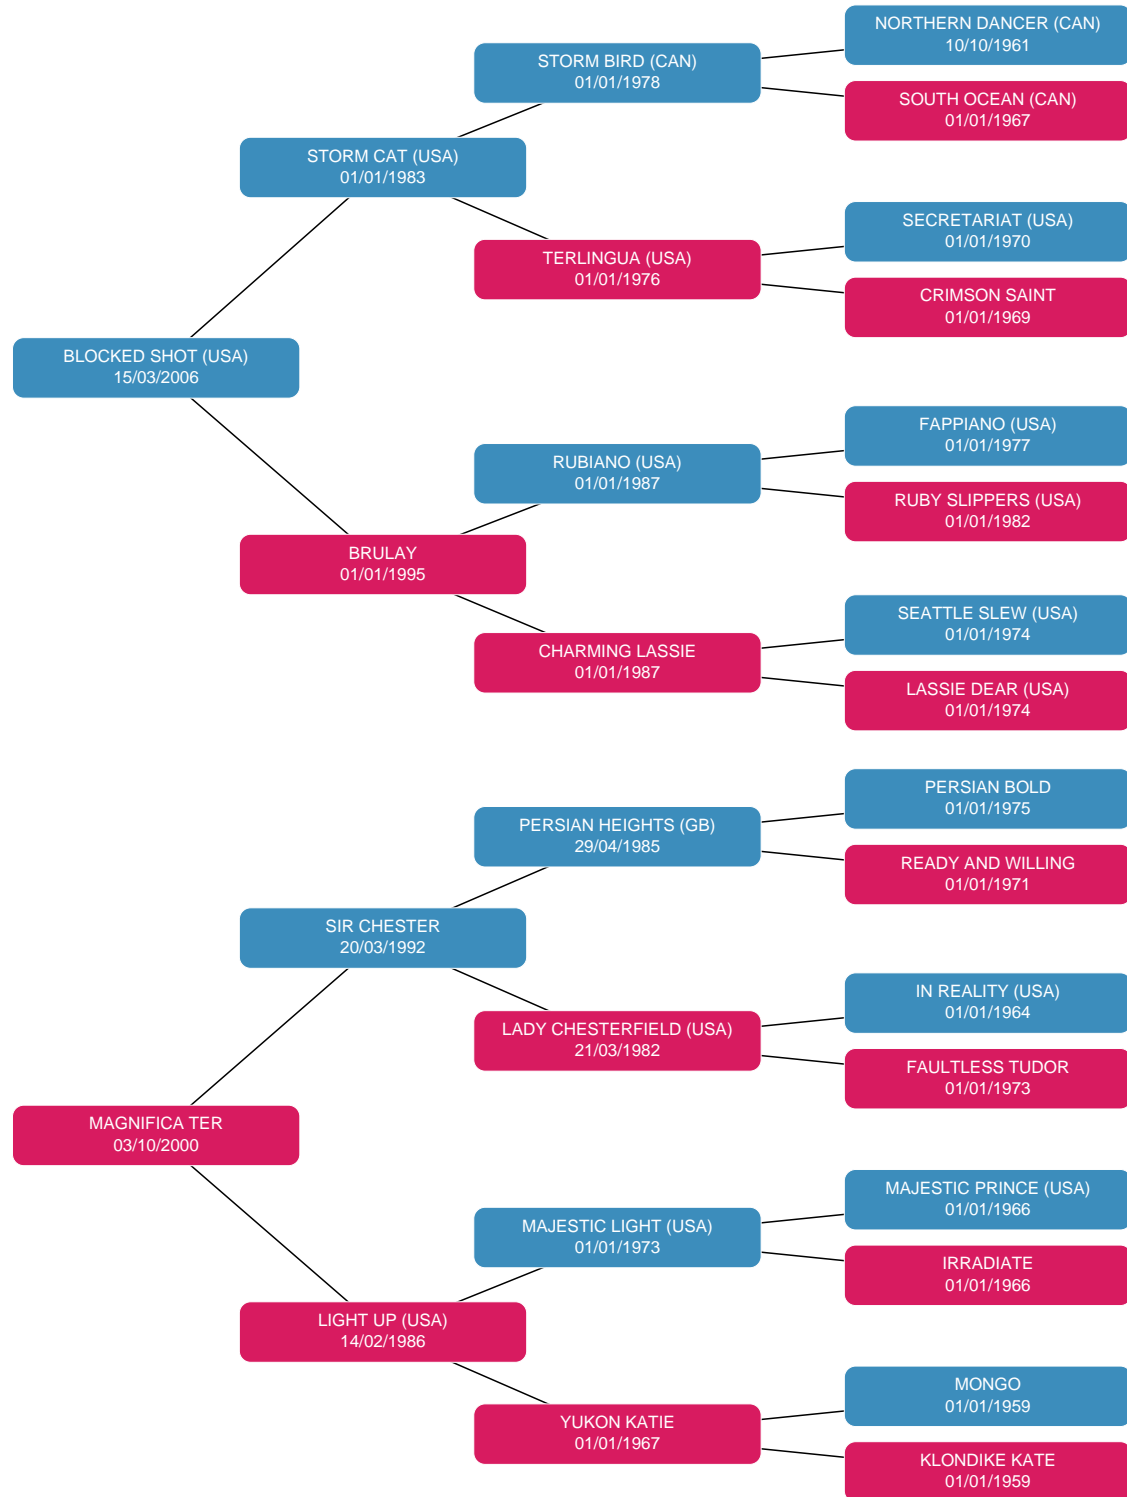 NORTHERN DANCER (CAN)
10/10/1961
STORM BIRD (CAN)
01/01/1978
SOUTH OCEAN (CAN)
01/01/1967
STORM CAT (USA)
01/01/1983
SECRETARIAT (USA)
01/01/1970
TERLINGUA (USA)
01/01/1976
CRIMSON SAINT
01/01/1969
BLOCKED SHOT (USA)
15/03/2006
FAPPIANO (USA)
01/01/1977
RUBIANO (USA)
01/01/1987
RUBY SLIPPERS (USA)
01/01/1982
BRULAY
01/01/1995
SEATTLE SLEW (USA)
01/01/1974
CHARMING LASSIE
01/01/1987
LASSIE DEAR (USA)
01/01/1974
PERSIAN BOLD
01/01/1975
PERSIAN HEIGHTS (GB)
29/04/1985
READY AND WILLING
01/01/1971
SIR CHESTER
20/03/1992
IN REALITY (USA)
01/01/1964
LADY CHESTERFIELD (USA)
21/03/1982
FAULTLESS TUDOR
01/01/1973
MAGNIFICA TER
03/10/2000
MAJESTIC PRINCE (USA)
01/01/1966
MAJESTIC LIGHT (USA)
01/01/1973
IRRADIATE
01/01/1966
LIGHT UP (USA)
14/02/1986
MONGO
01/01/1959
YUKON KATIE
01/01/1967
KLONDIKE KATE
01/01/1959